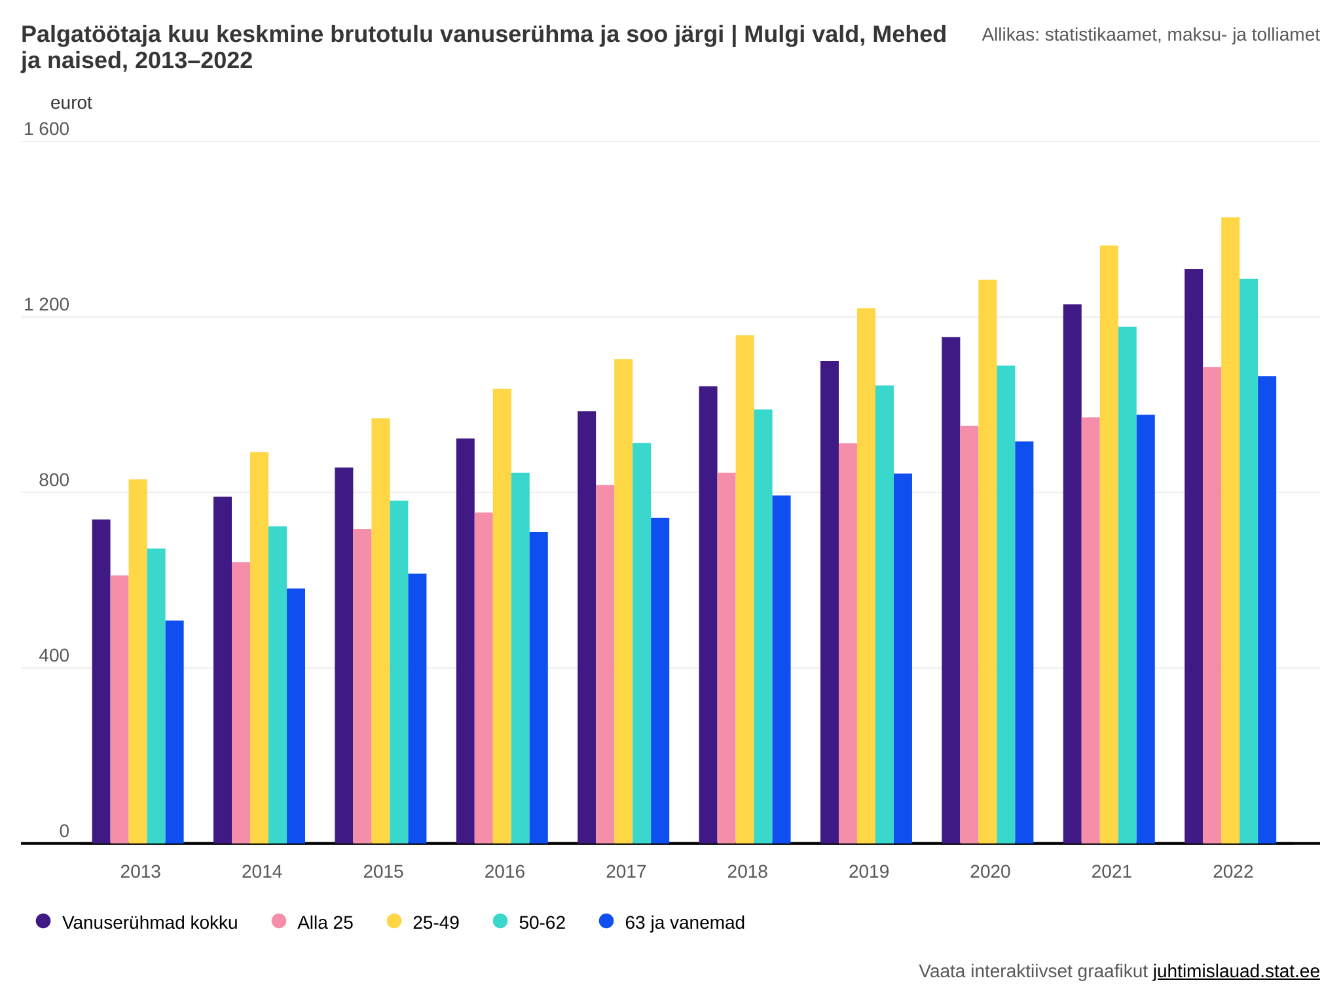 Palgatöötaja kuu keskmine brutotulu vanuserühma ja soo järgi | Mulgi vald, Mehed
ja naised, 2013–2022
Allikas: statistikaamet, maksu- ja tolliamet
eurot
1 600
1 200
800
400
0
2013 2014 2015 2016 2017 2018 2019 2020 2021 2022
Vanuserühmad kokku Alla 25 25-49 50-62 63 ja vanemad
Vaata interaktiivset graafikut juhtimislauad.stat.ee